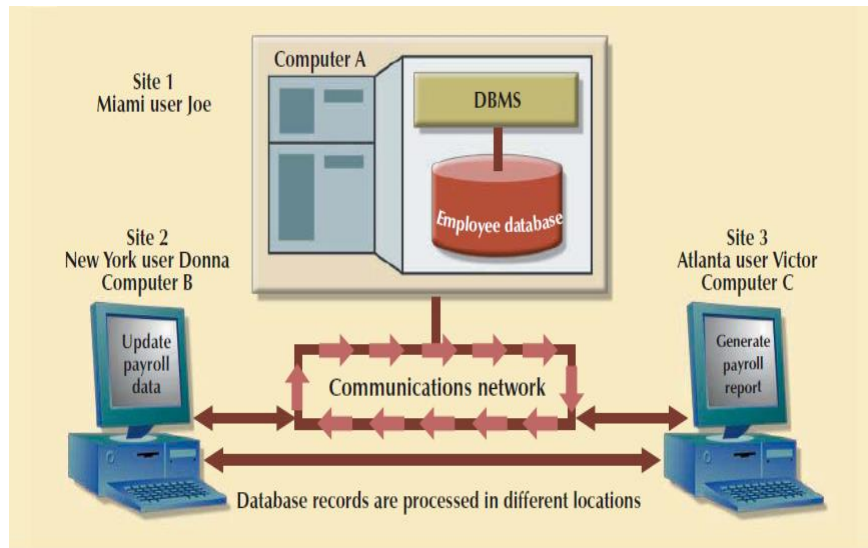 Computer A
Site 1
Miami user Joe
DBMS
Employee database
Site 2
New York user Donna
Computer B
Site 3
Atlanta user Victor
Computer C
Update
payroll
data
Generate
payroll
report
Communications network
Database records are processed in different locations